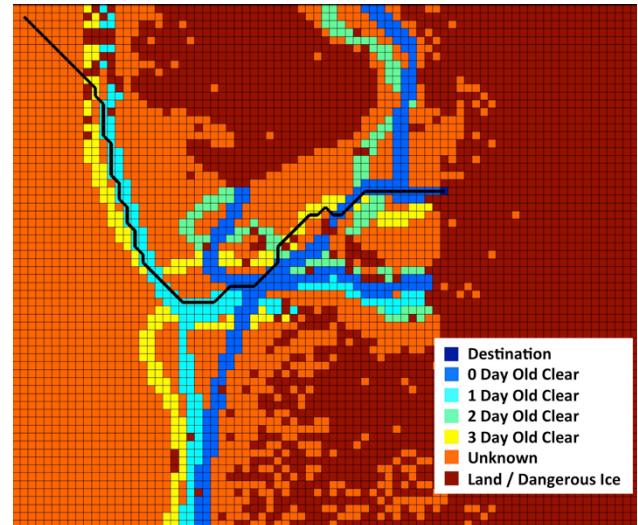 Destination
0 Day Old Clear
1 Day Old Clear
2 Day Old Clear
3 Day Old Clear
Unknown
Land / Dangerous Ice